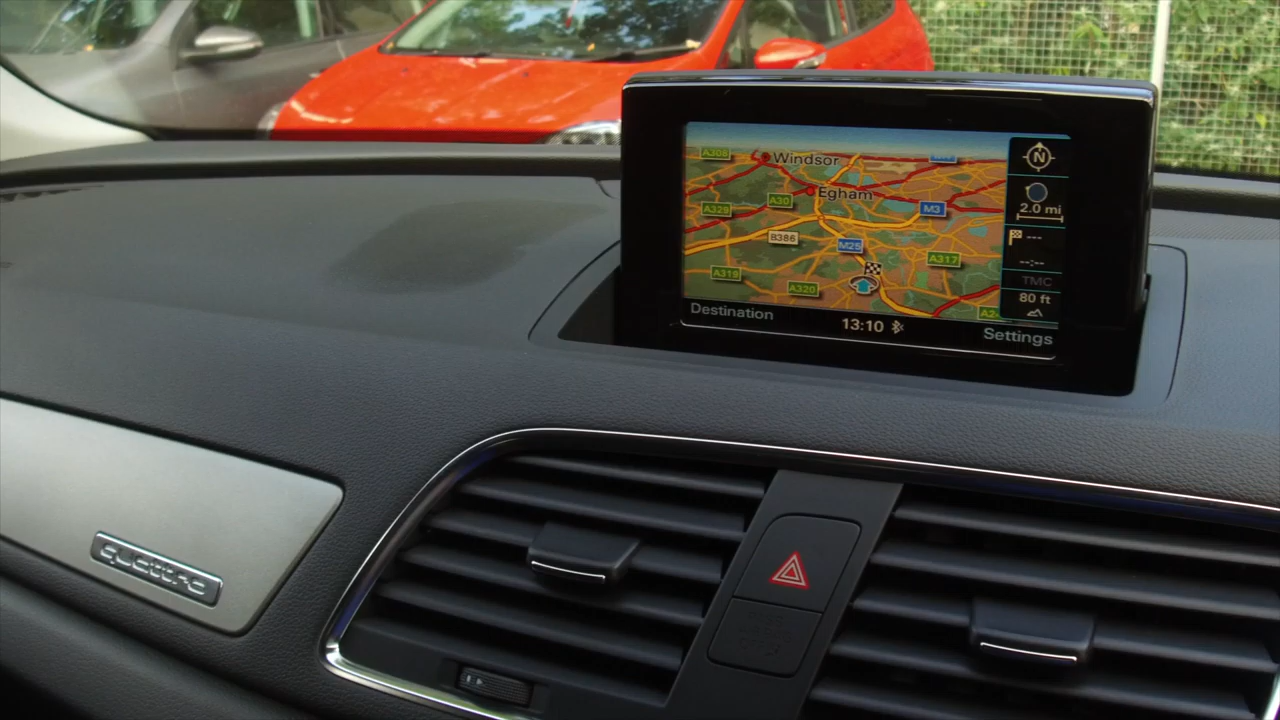 A308
Windsor
N
Egham
A30
A329
M3
2.0 mi
B386
M25
A317
---
--:--
A319
A320
TMC
80 ft
Destination
13:10
Settings
quattro